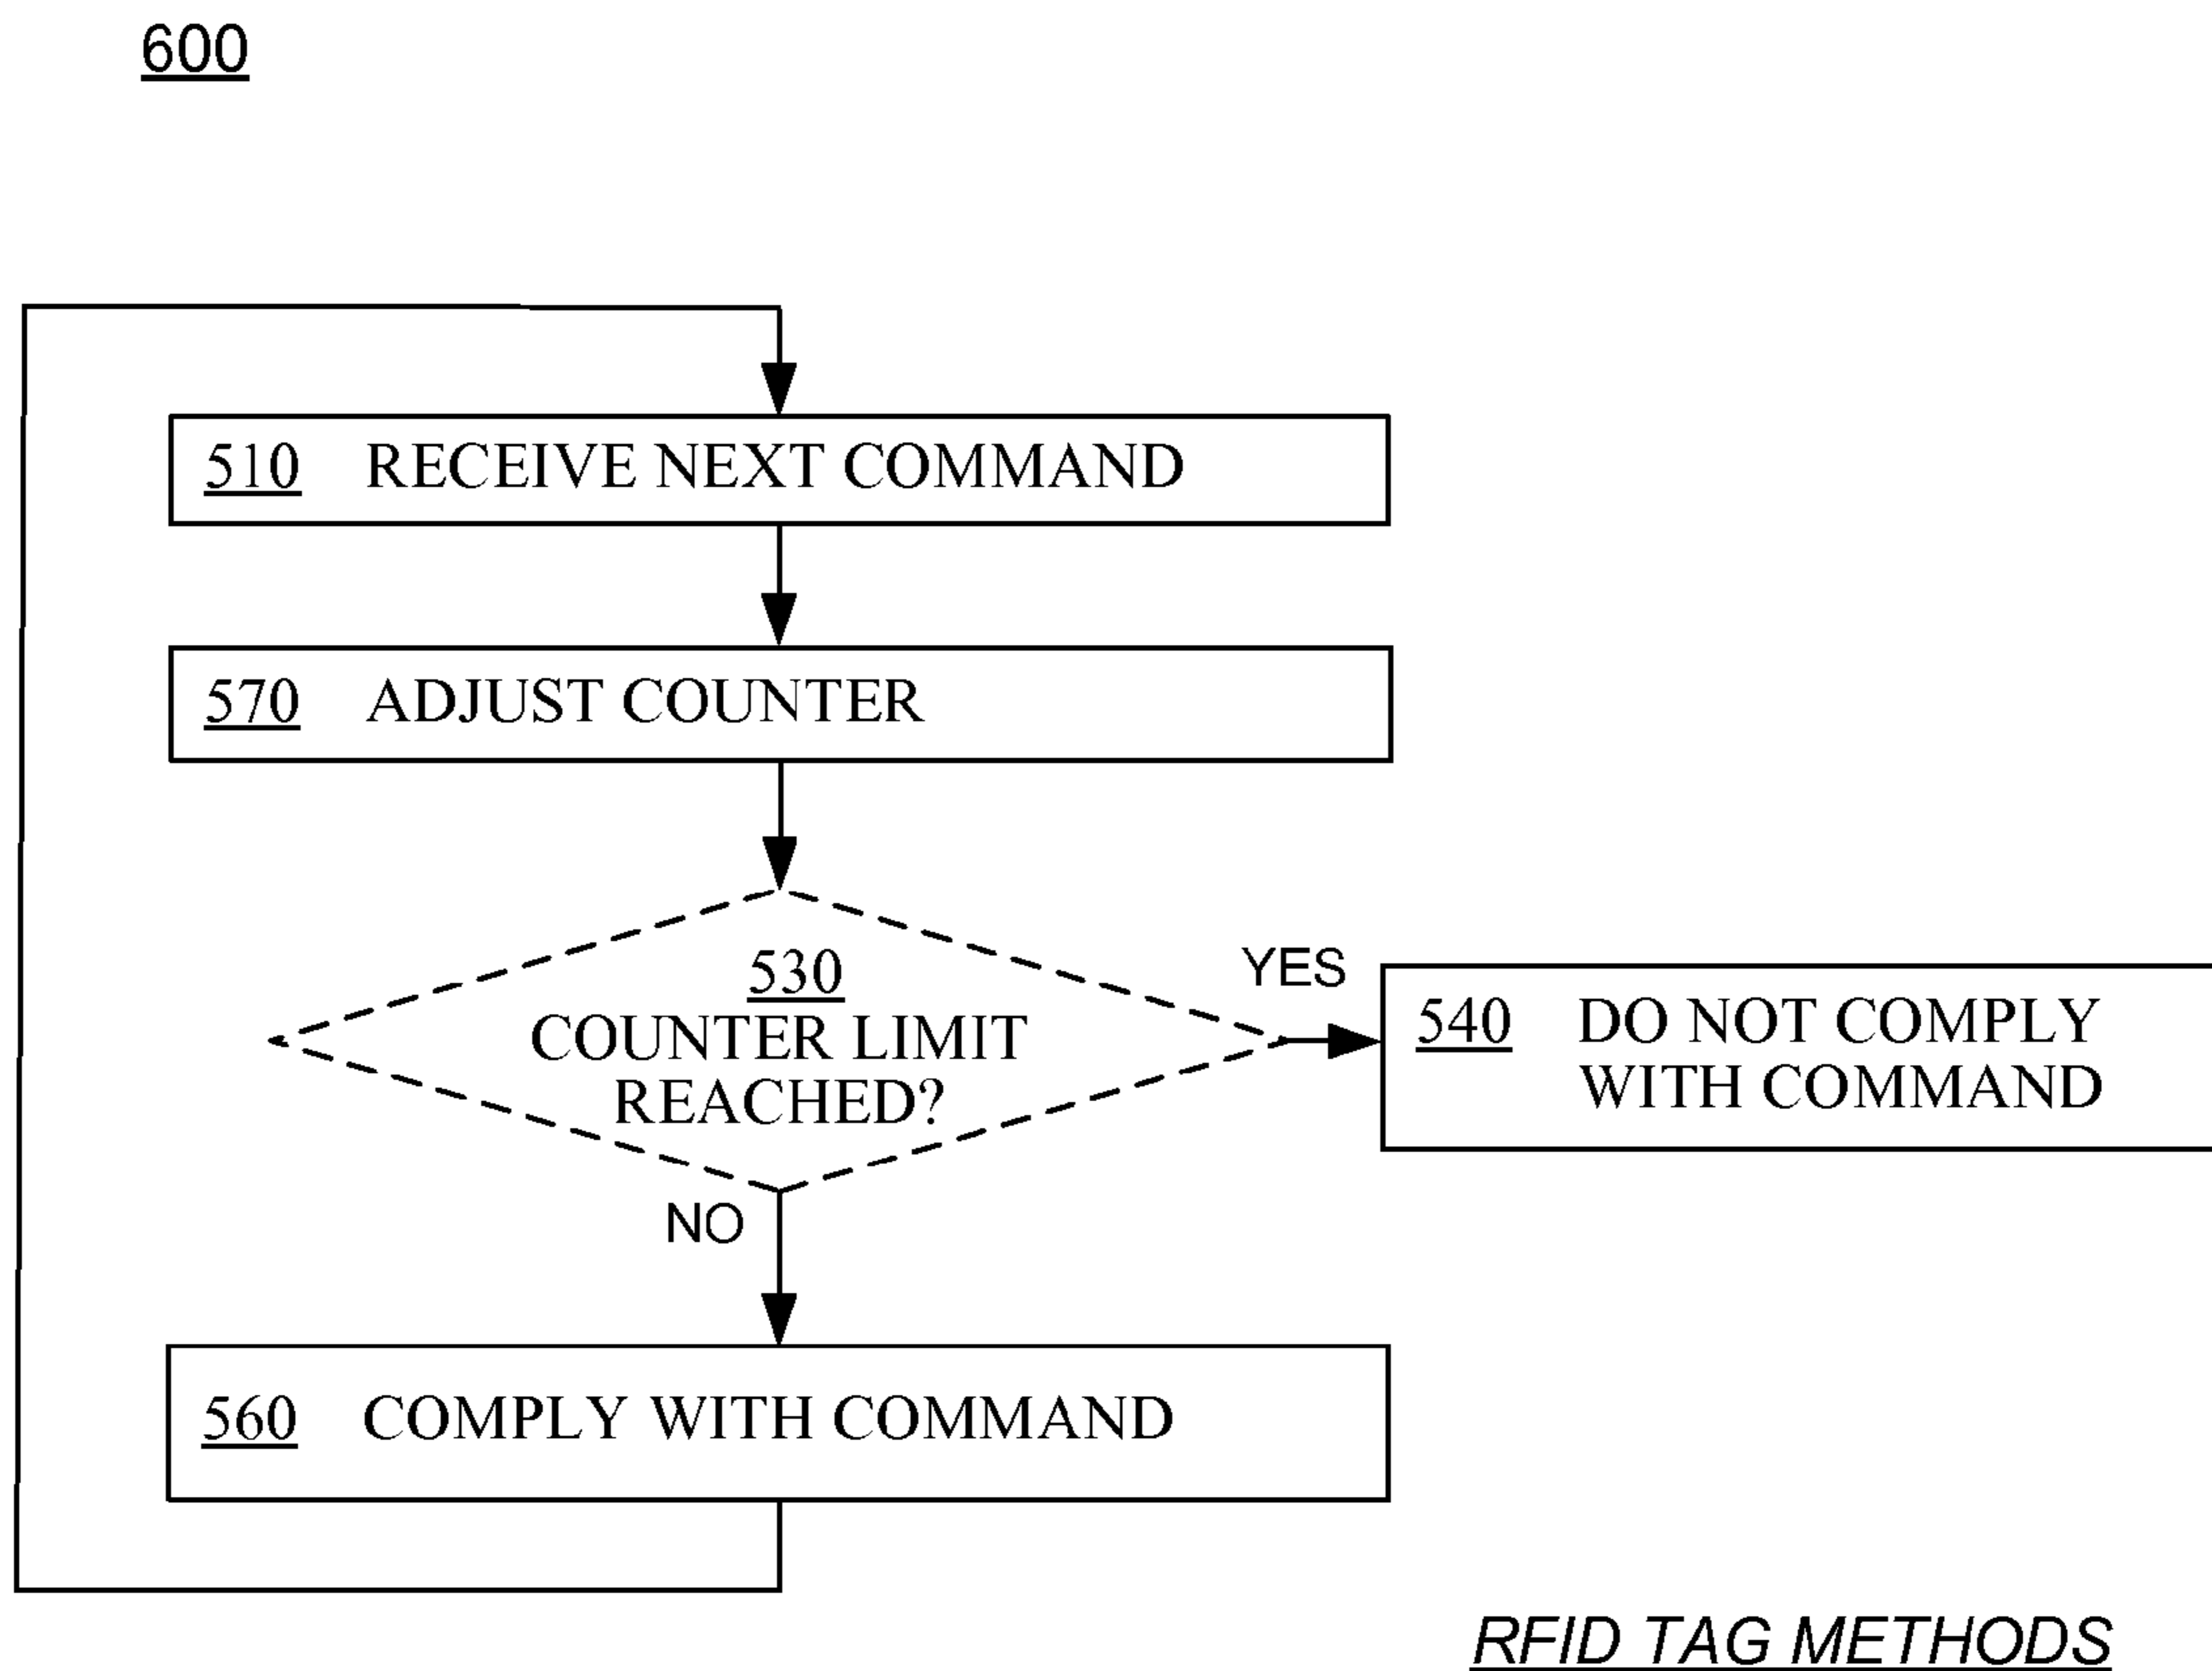 600
510 RECEIVE NEXT COMMAND
570 ADJUST COUNTER
530
COUNTER LIMIT
REACHED?
YES
540 DO NOT COMPLY
WITH COMMAND
NO
560 COMPLY WITH COMMAND
RFID TAG METHODS